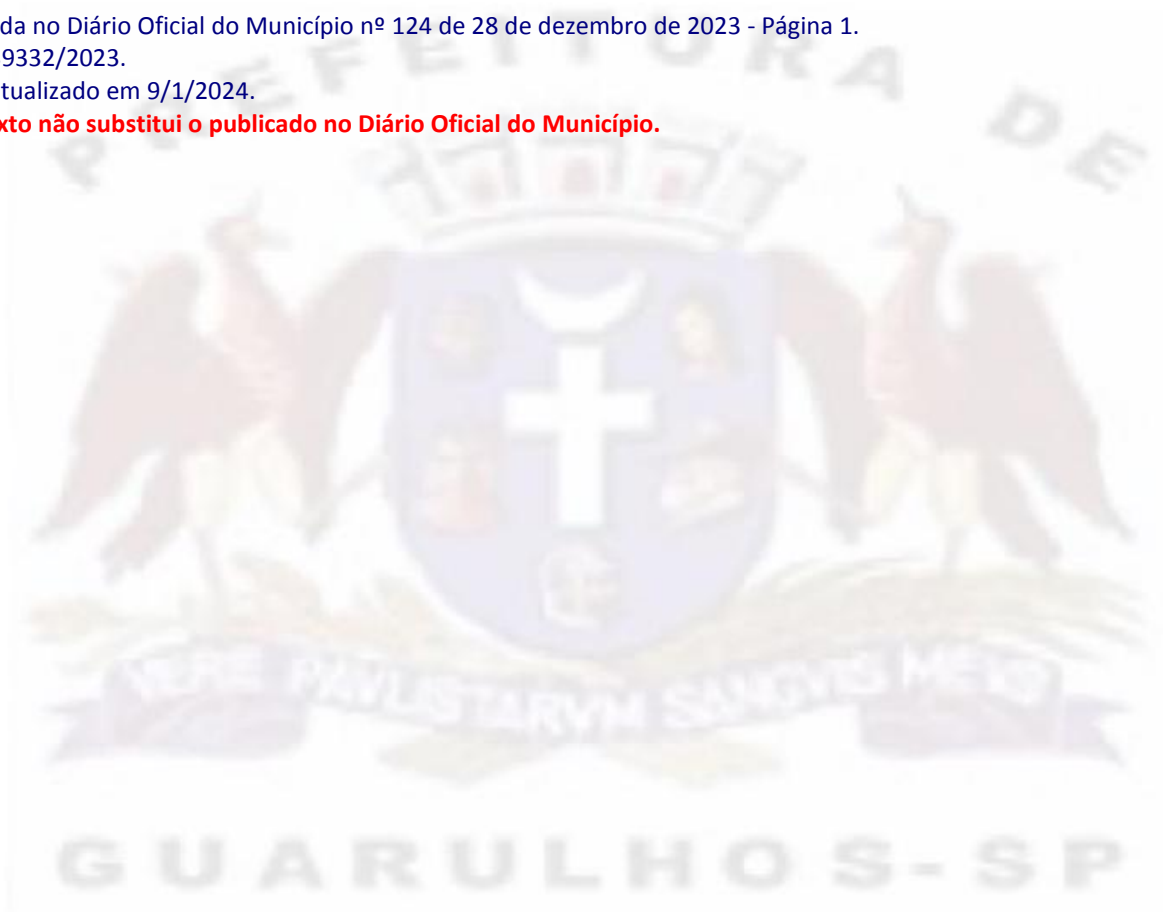 da no Diário Oficial do Município nº 124 de 28 de dezembro de 2023 - Página 1.
9332/2023.
tualizado em 9/1/2024.
xto não substitui o publicado no Diário Oficial do Município.
PREFEITURA DE
VERE PAVLISTARVM SANGVIS MEVS
GUARULHOS-SP